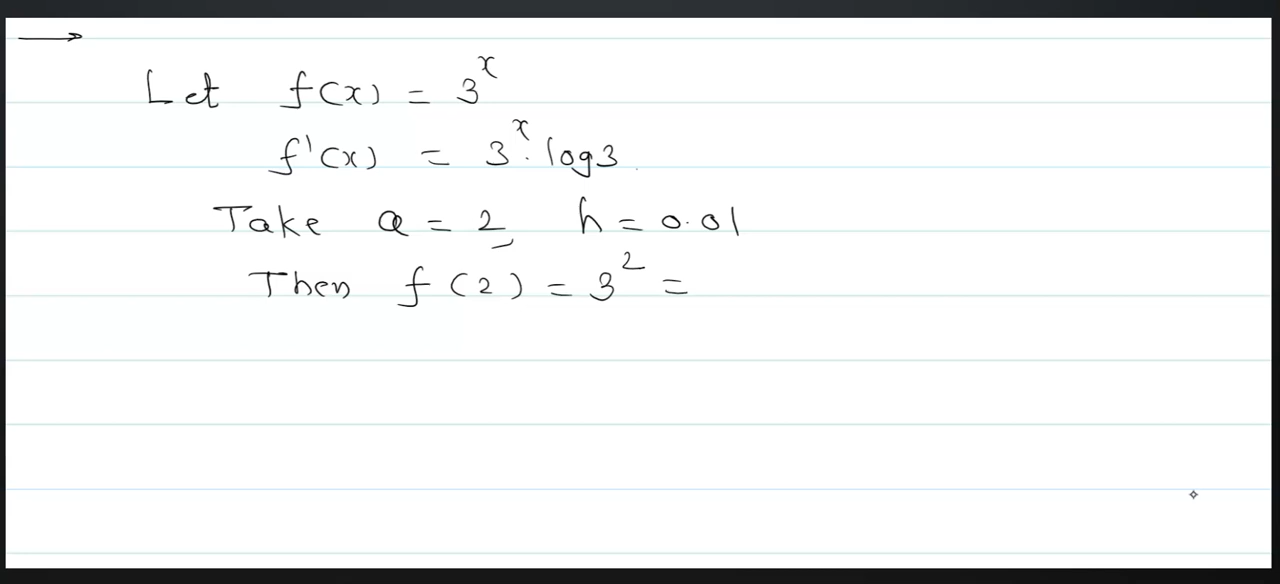 Let f(x) = 3^x
f'(x) = 3^x . log3
Take a = 2, h = 0.01
Then f(2) = 3^2 =